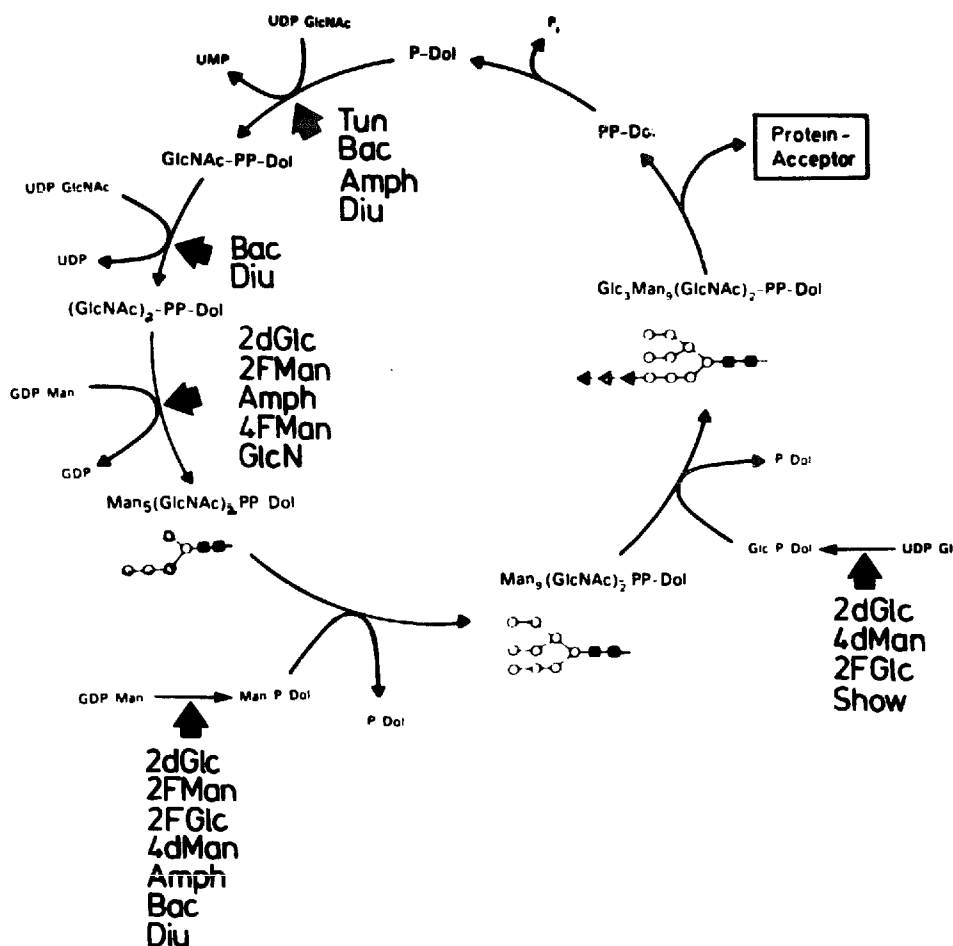 UDP GlcNAc
P-Dol
P,
UMP
PP-Do
Protein-
Acceptor
GlcNAc-PP-Dol
Tun
Bac
Amph
Diu
UDP GlcNAc
UDP
Bac
Diu
(GlcNAc)₂-PP-Dol
Glc₃Man₉(GlcNAc)₂-PP-Dol
GDP Man
2dGlc
2FMan
Amph
4FMan
GlcN
GDP
Man₅(GlcNAc)₂ PP Dol
P Dol
Glc P Dol
UDP Gl
Man₉(GlcNAc)₂ PP-Dol
2dGlc
4dMan
2FGlc
Show
GDP Man
Man P Dol
P Dol
2dGlc
2FMan
2FGlc
4dMan
Amph
Bac
Diu